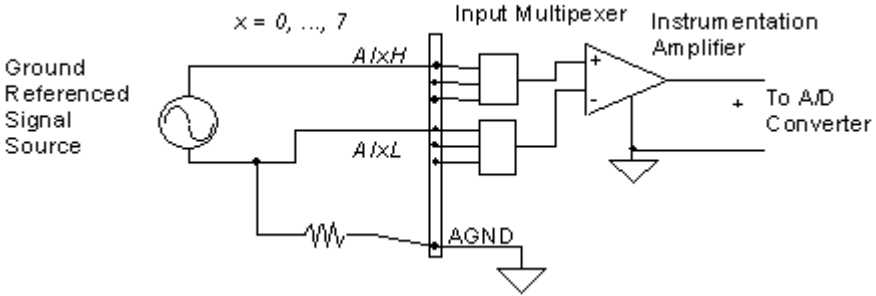 x = 0, ..., 7
Input Multipexer
Instrumentation
Amplifier
AIxH
Ground
Referenced
Signal
Source
+
-
+
To A/D
Converter
AIxL
AGND